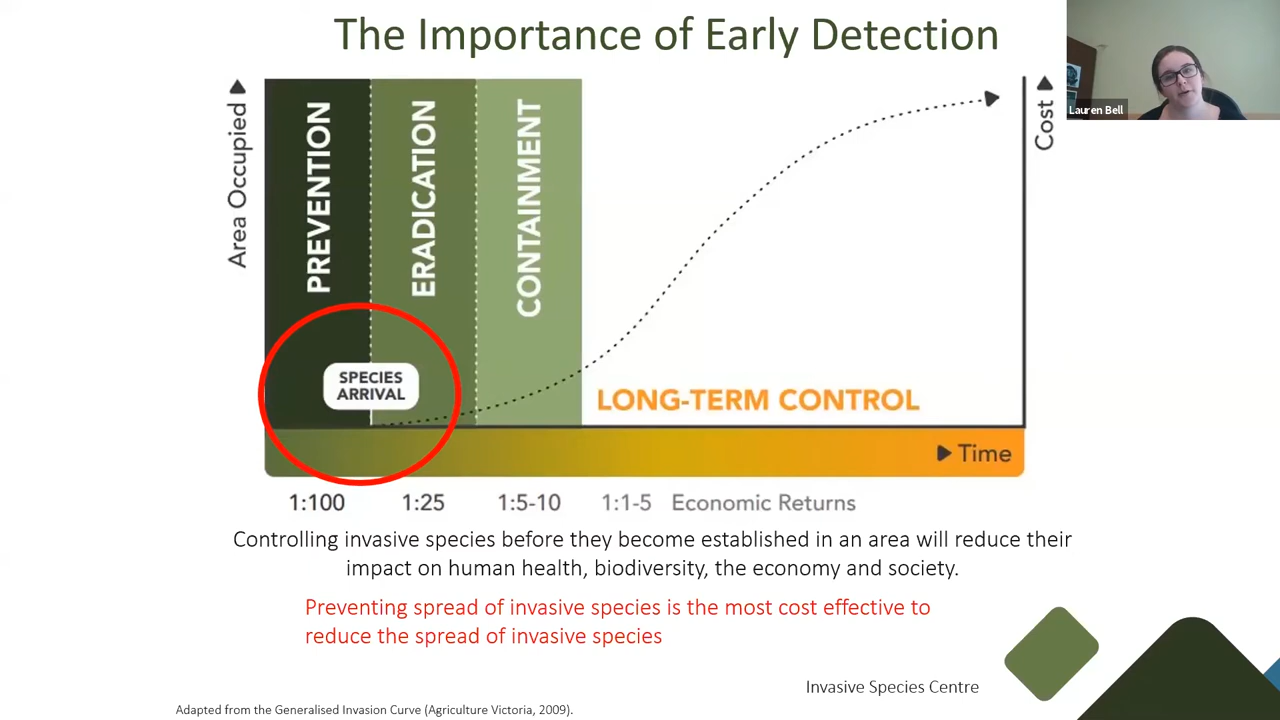 The Importance of Early Detection
Lauren Bell
Area Occupied
PREVENTION
ERADICATION
CONTAINMENT
Cost
SPECIES
ARRIVAL
LONG-TERM CONTROL
Time
1:100 1:25 1:5-10 1:1-5 Economic Returns
Controlling invasive species before they become established in an area will reduce their
impact on human health, biodiversity, the economy and society.
Preventing spread of invasive species is the most cost effective to
reduce the spread of invasive species
Invasive Species Centre
Adapted from the Generalised Invasion Curve (Agriculture Victoria, 2009).